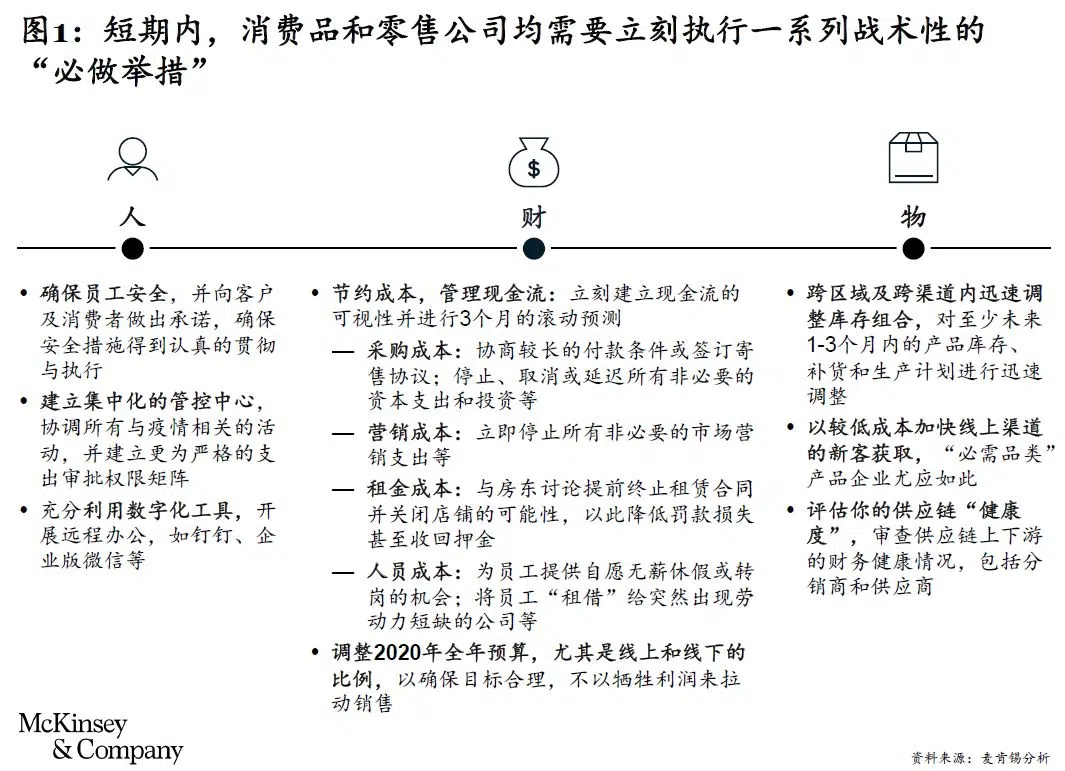 图1：短期内，消费品和零售公司均需要立刻执行一系列战术性的
“必做举措”
$
人
财
物
• 确保员工安全，并向客户
及消费者做出承诺，确保
安全措施得到认真的贯彻
与执行
• 建立集中化的管控中心，
协调所有与疫情相关的活
动，并建立更为严格的支
出审批权限矩阵
• 充分利用数字化工具，开
展远程办公，如钉钉、企
业版微信等
• 节约成本，管理现金流：立刻建立现金流的
可视性并进行3个月的滚动预测
— 采购成本：协商较长的付款条件或签订寄
售协议；停止、取消或延迟所有非必要的
资本支出和投资等
— 营销成本：立即停止所有非必要的市场营
销支出等
— 租金成本：与房东讨论提前终止租赁合同
并关闭店铺的可能性，以此降低罚款损失
甚至收回押金
— 人员成本：为员工提供自愿无薪休假或转
岗的机会；将员工“租借”给突然出现劳
动力短缺的公司等
• 调整2020年全年预算，尤其是线上和线下的
比例，以确保目标合理，不以牺牲利润来拉
动销售
• 跨区域及跨渠道内迅速调
整库存组合，对至少未来
1-3个月内的产品库存、
补货和生产计划进行迅速
调整
• 以较低成本加快线上渠道
的新客获取，“必需品类”
产品企业尤应如此
• 评估你的供应链“健康
度”，审查供应链上下游
的财务健康情况，包括分
销商和供应商
McKinsey
& Company
资料来源：麦肯锡分析